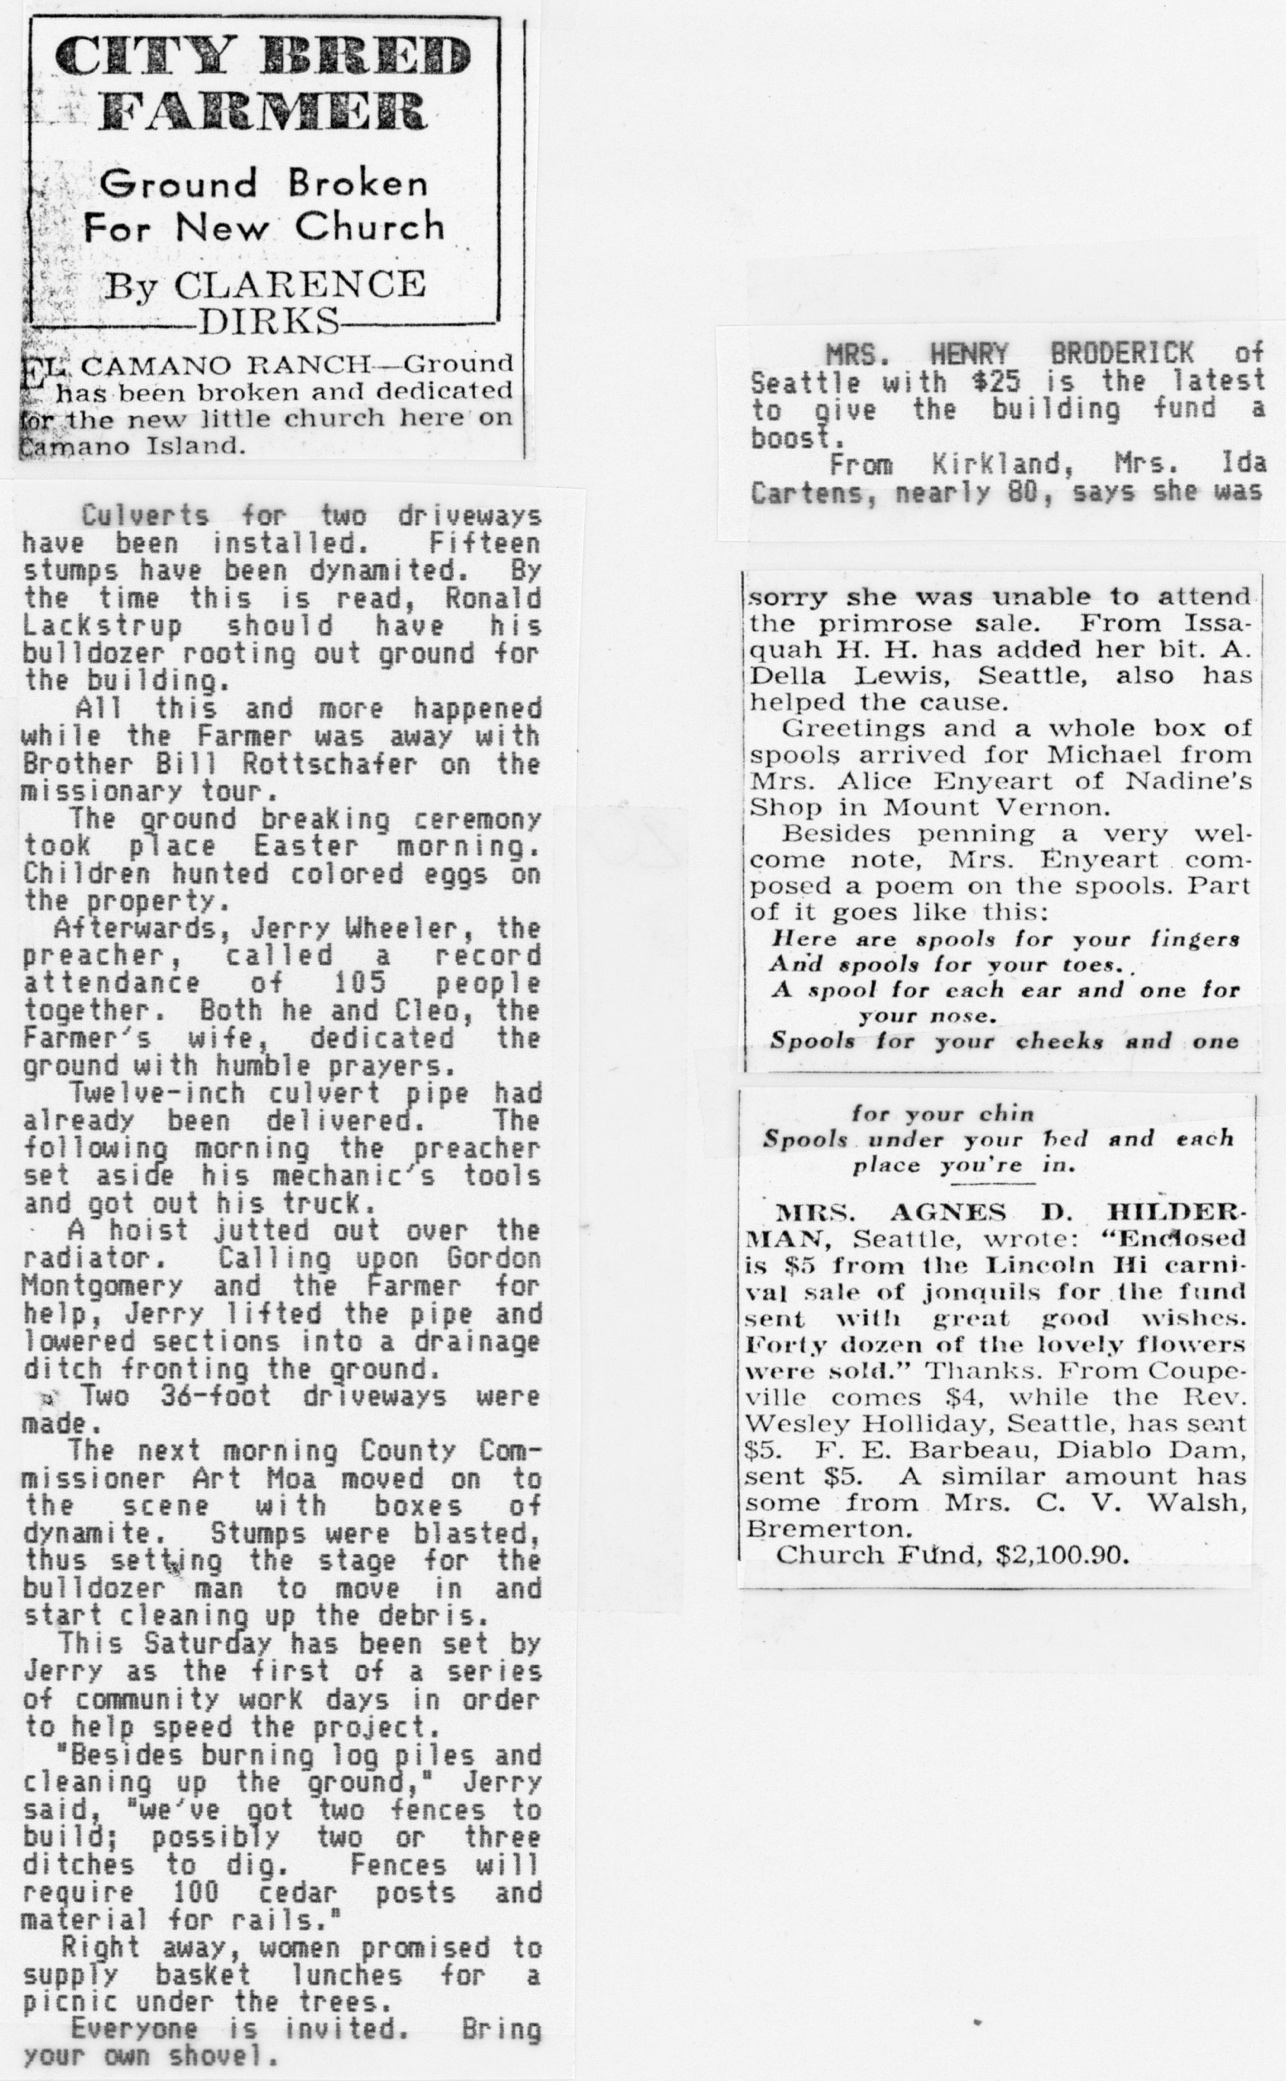 CITY BRED
FARMER
Ground Broken
For New Church
By CLARENCE
DIRKS
EL CAMANO RANCH—Ground
has been broken and dedicated
for the new little church here on
Camano Island.
Culverts for two driveways
have been installed. Fifteen
stumps have been dynamited. By
the time this is read, Ronald
Lackstrup should have his
bulldozer rooting out ground for
the building.
All this and more happened
while the Farmer was away with
Brother Bill Rottschafer on the
missionary tour.
The ground breaking ceremony
took place Easter morning.
Children hunted colored eggs on
the property.
Afterwards, Jerry Wheeler, the
preacher, called a record
attendance of 105 people
together. Both he and Cleo, the
Farmer's wife, dedicated the
ground with humble prayers.
Twelve-inch culvert pipe had
already been delivered. The
following morning the preacher
set aside his mechanic's tools
and got out his truck.
A hoist jutted out over the
radiator. Calling upon Gordon
Montgomery and the Farmer for
help, Jerry lifted the pipe and
lowered sections into a drainage
ditch fronting the ground.
Two 36-foot driveways were
made.
The next morning County Com-
missioner Art Moa moved on to
the scene with boxes of
dynamite. Stumps were blasted,
thus setting the stage for the
bulldozer man to move in and
start cleaning up the debris.
This Saturday has been set by
Jerry as the first of a series
of community work days in order
to help speed the project.
"Besides burning log piles and
cleaning up the ground," Jerry
said, "we've got two fences to
build; possibly two or three
ditches to dig. Fences will
require 100 cedar posts and
material for rails."
Right away, women promised to
supply basket lunches for a
picnic under the trees.
Everyone is invited. Bring
your own shovel.
MRS. HENRY BRODERICK of
Seattle with $25 is the latest
to give the building fund a
boost.
From Kirkland, Mrs. Ida
Cartens, nearly 80, says she was
sorry she was unable to attend
the primrose sale. From Issa-
quah H. H. has added her bit. A.
Della Lewis, Seattle, also has
helped the cause.
Greetings and a whole box of
spools arrived for Michael from
Mrs. Alice Enyeart of Nadine's
Shop in Mount Vernon.
Besides penning a very wel-
come note, Mrs. Enyeart com-
posed a poem on the spools. Part
of it goes like this:
Here are spools for your fingers
And spools for your toes.
A spool for each ear and one for
your nose.
Spools for your cheeks and one
for your chin
Spools under your bed and each
place you're in.
MRS. AGNES D. HILDER-
MAN, Seattle, wrote: "Enclosed
is $5 from the Lincoln Hi carni-
val sale of jonquils for the fund
sent with great good wishes.
Forty dozen of the lovely flowers
were sold." Thanks. From Coupe-
ville comes $4, while the Rev.
Wesley Holliday, Seattle, has sent
$5. F. E. Barbeau, Diablo Dam,
sent $5. A similar amount has
some from Mrs. C. V. Walsh,
Bremerton.
Church Fund, $2,100.90.